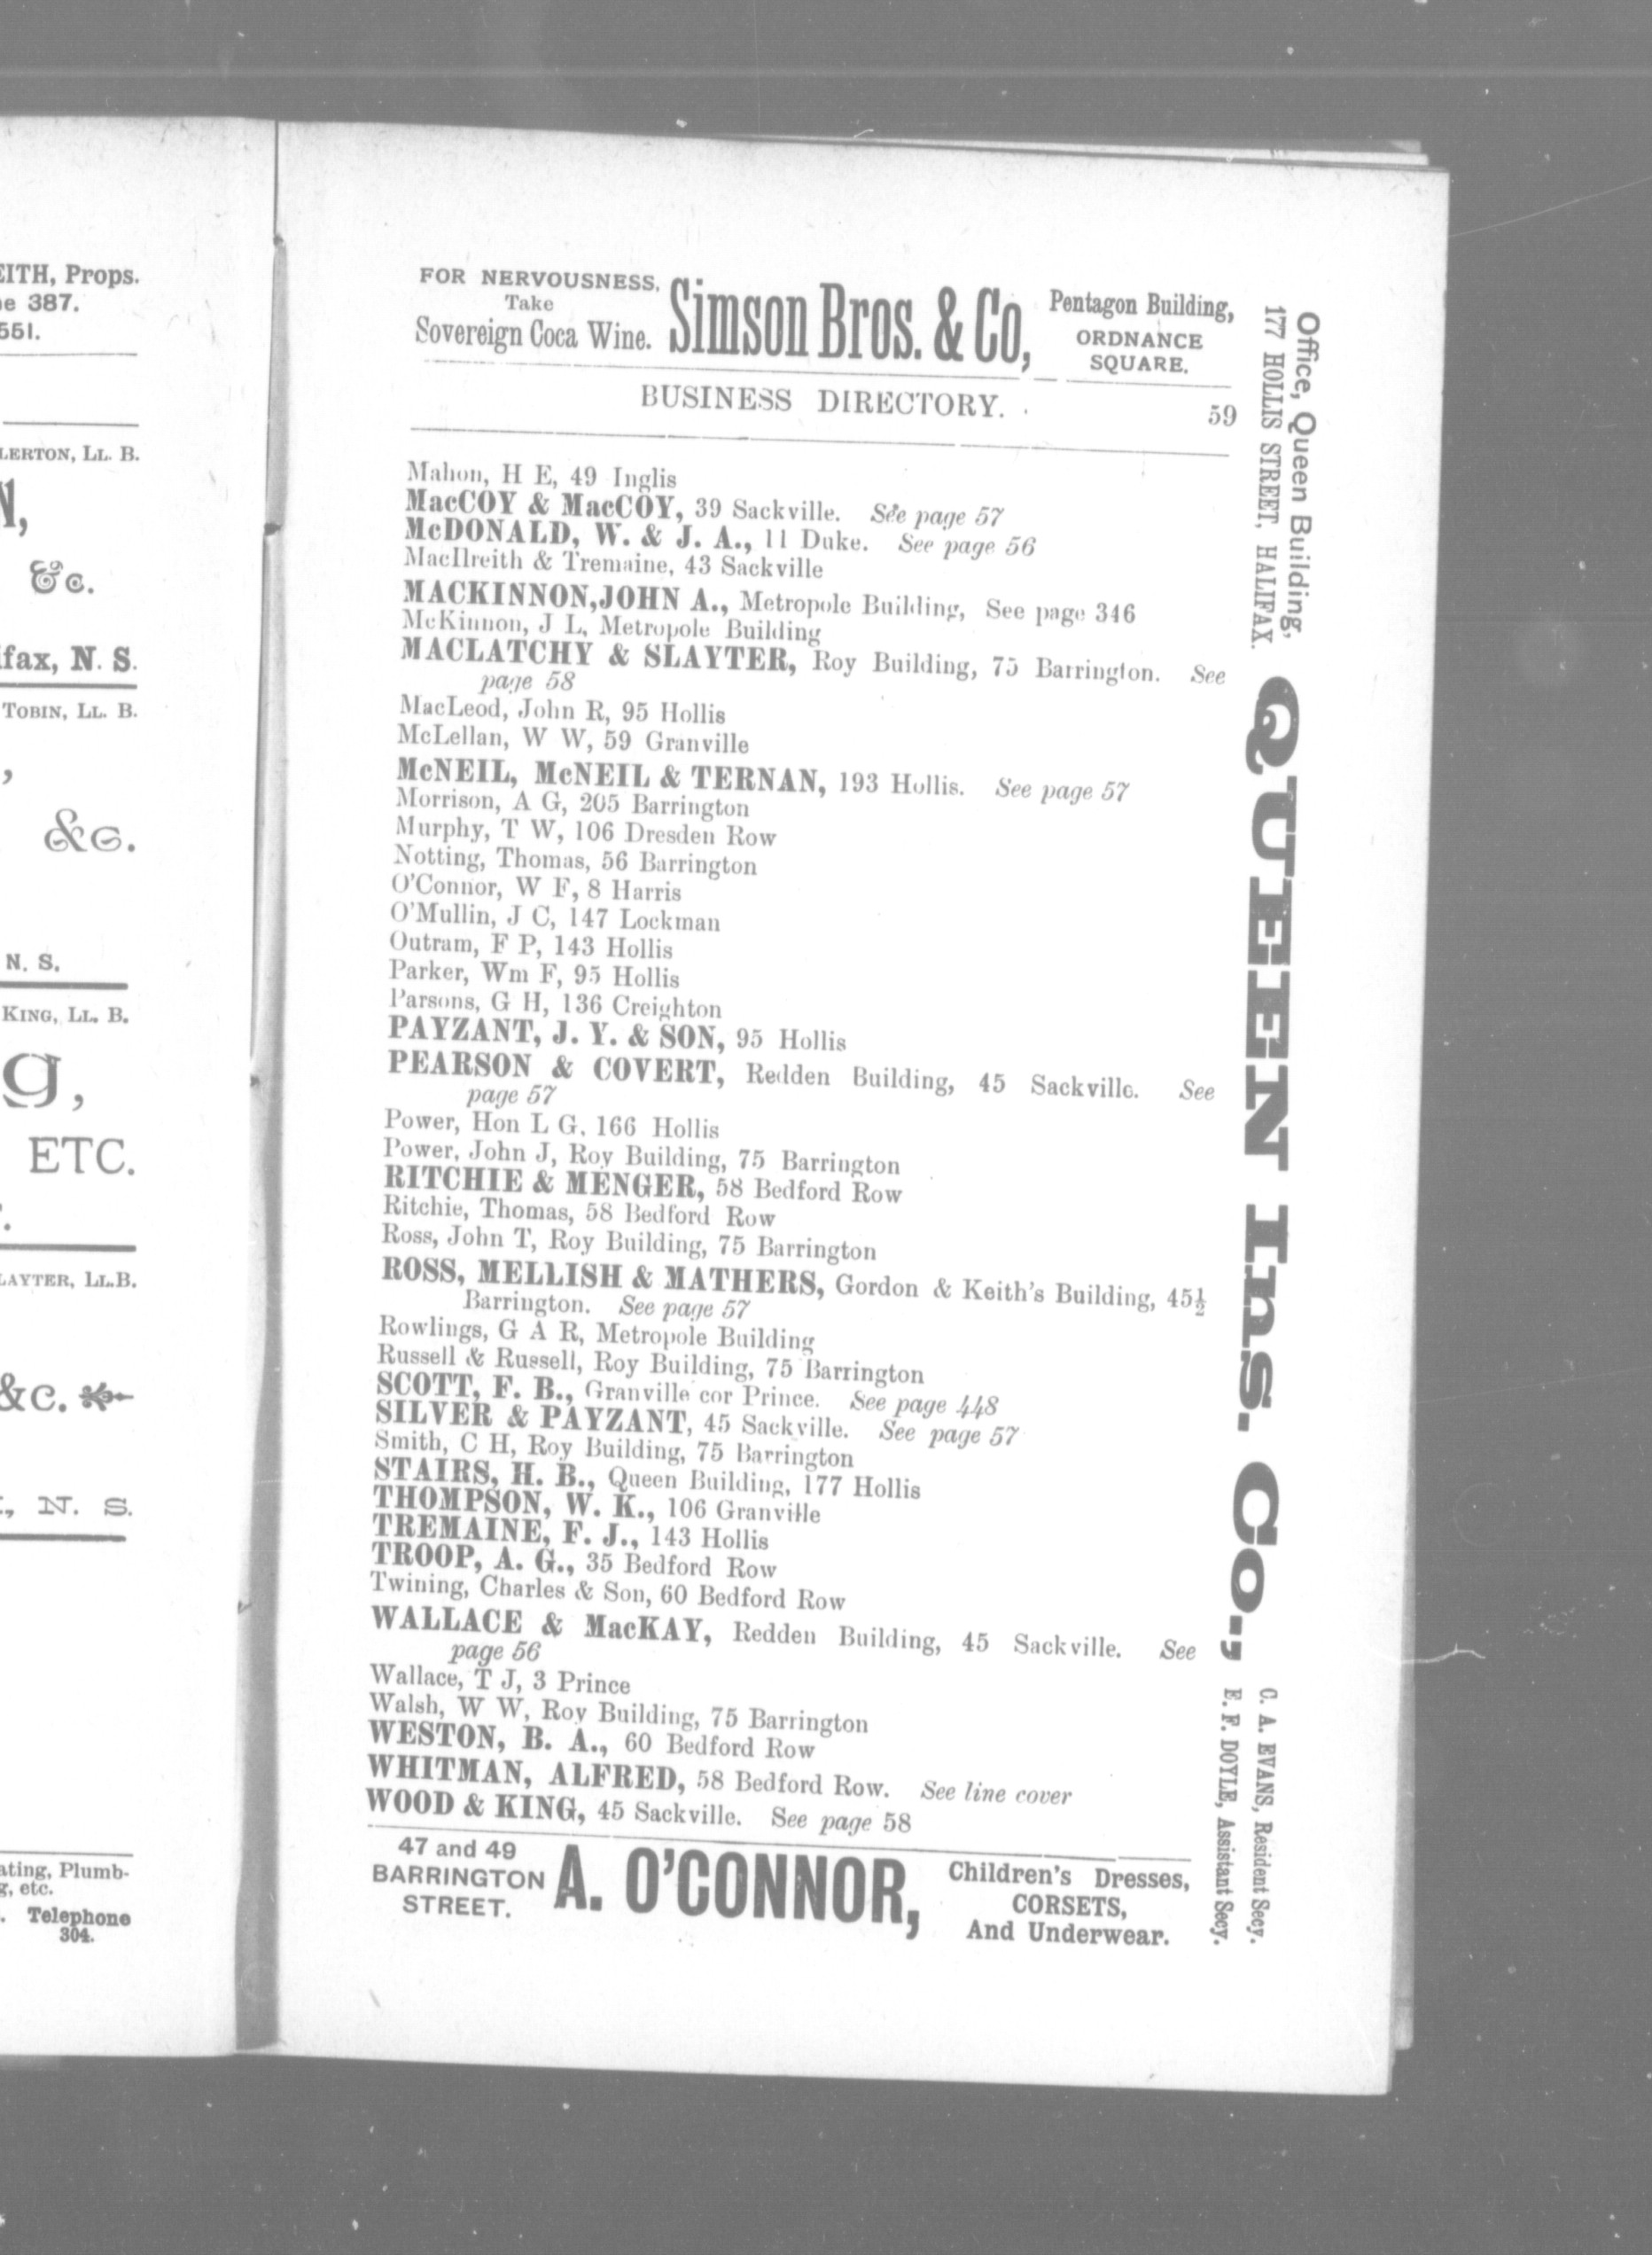 EITH, Props.
e 387.
551.
LERTON, LL. B.
N,
&c.
ifax, N. S.
TOBIN, LL. B.
,
&c.
N. S.
KING, LL. B.
g,
ETC.
LAYTER, LL.B.
&c.
N. S.
ating, Plumb-
g, etc.
. Telephone
304.
FOR NERVOUSNESS,
Take
Sovereign Coca Wine.
Simson Bros. & Co,
Pentagon Building,
ORDNANCE
SQUARE.
BUSINESS DIRECTORY. 59
Mahon, H E, 49 Inglis
MacCOY & MacCOY, 39 Sackville. See page 57
McDONALD, W. & J. A., 11 Duke. See page 56
MacIlreith & Tremaine, 43 Sackville
MACKINNON,JOHN A., Metropole Building, See page 346
McKinnon, J L, Metropole Building
MACLATCHY & SLAYTER, Roy Building, 75 Barrington. See
page 58
MacLeod, John R, 95 Hollis
McLellan, W W, 59 Granville
McNEIL, McNEIL & TERNAN, 193 Hollis. See page 57
Morrison, A G, 205 Barrington
Murphy, T W, 106 Dresden Row
Notting, Thomas, 56 Barrington
O'Connor, W F, 8 Harris
O'Mullin, J C, 147 Lockman
Outram, F P, 143 Hollis
Parker, Wm F, 95 Hollis
Parsons, G H, 136 Creighton
PAYZANT, J. Y. & SON, 95 Hollis
PEARSON & COVERT, Redden Building, 45 Sackville. See
page 57
Power, Hon L G, 166 Hollis
Power, John J, Roy Building, 75 Barrington
RITCHIE & MENGER, 58 Bedford Row
Ritchie, Thomas, 58 Bedford Row
Ross, John T, Roy Building, 75 Barrington
ROSS, MELLISH & MATHERS, Gordon & Keith's Building, 45½
Barrington. See page 57
Rowlings, G A R, Metropole Building
Russell & Russell, Roy Building, 75 Barrington
SCOTT, F. B., Granville cor Prince. See page 448
SILVER & PAYZANT, 45 Sackville. See page 57
Smith, C H, Roy Building, 75 Barrington
STAIRS, H. B., Queen Building, 177 Hollis
THOMPSON, W. K., 106 Granville
TREMAINE, F. J., 143 Hollis
TROOP, A. G., 35 Bedford Row
Twining, Charles & Son, 60 Bedford Row
WALLACE & MacKAY, Redden Building, 45 Sackville. See
page 56
Wallace, T J, 3 Prince
Walsh, W W, Roy Building, 75 Barrington
WESTON, B. A., 60 Bedford Row
WHITMAN, ALFRED, 58 Bedford Row. See line cover
WOOD & KING, 45 Sackville. See page 58
47 and 49
BARRINGTON
STREET.
A. O'CONNOR,
Children's Dresses,
CORSETS,
And Underwear.
Office, Queen Building,
177 HOLLIS STREET, HALIFAX.
QUEEN Ins. Co.,
C. A. EVANS, Resident Secy.
E. F. DOYLE, Assistant Secy.